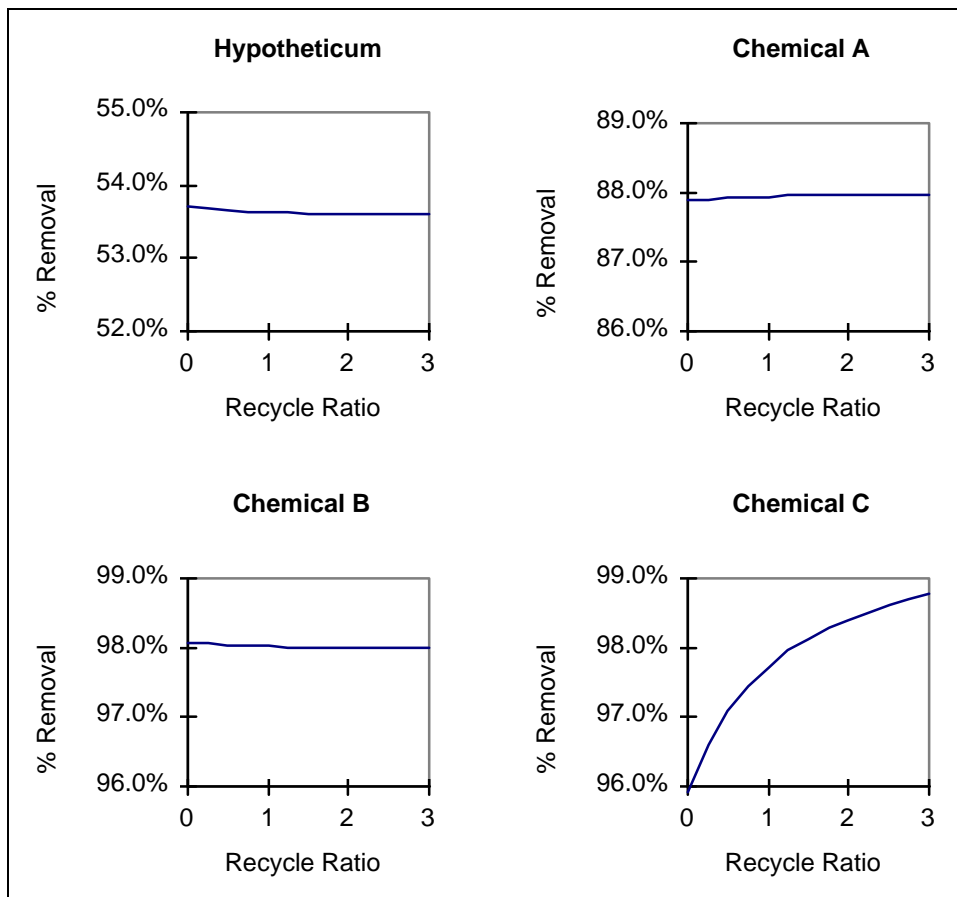 Hypotheticum
55.0%
54.0%
53.0%
52.0%
% Removal
0 1 2 3
Recycle Ratio
Chemical A
89.0%
88.0%
87.0%
86.0%
% Removal
0 1 2 3
Recycle Ratio
Chemical B
99.0%
98.0%
97.0%
96.0%
% Removal
0 1 2 3
Recycle Ratio
Chemical C
99.0%
98.0%
97.0%
96.0%
% Removal
0 1 2 3
Recycle Ratio